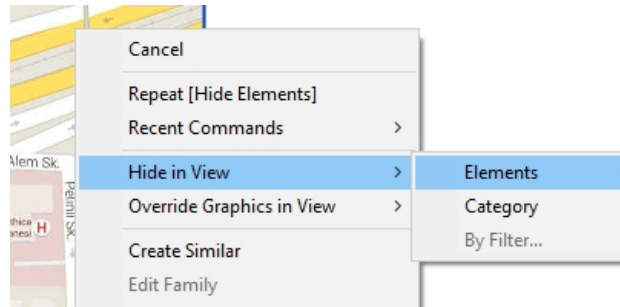 Cancel
Repeat [Hide Elements]
Recent Commands
Hide in View
Elements
Override Graphics in View
Category
By Filter...
Create Similar
Edit Family
Alem Sk.
H